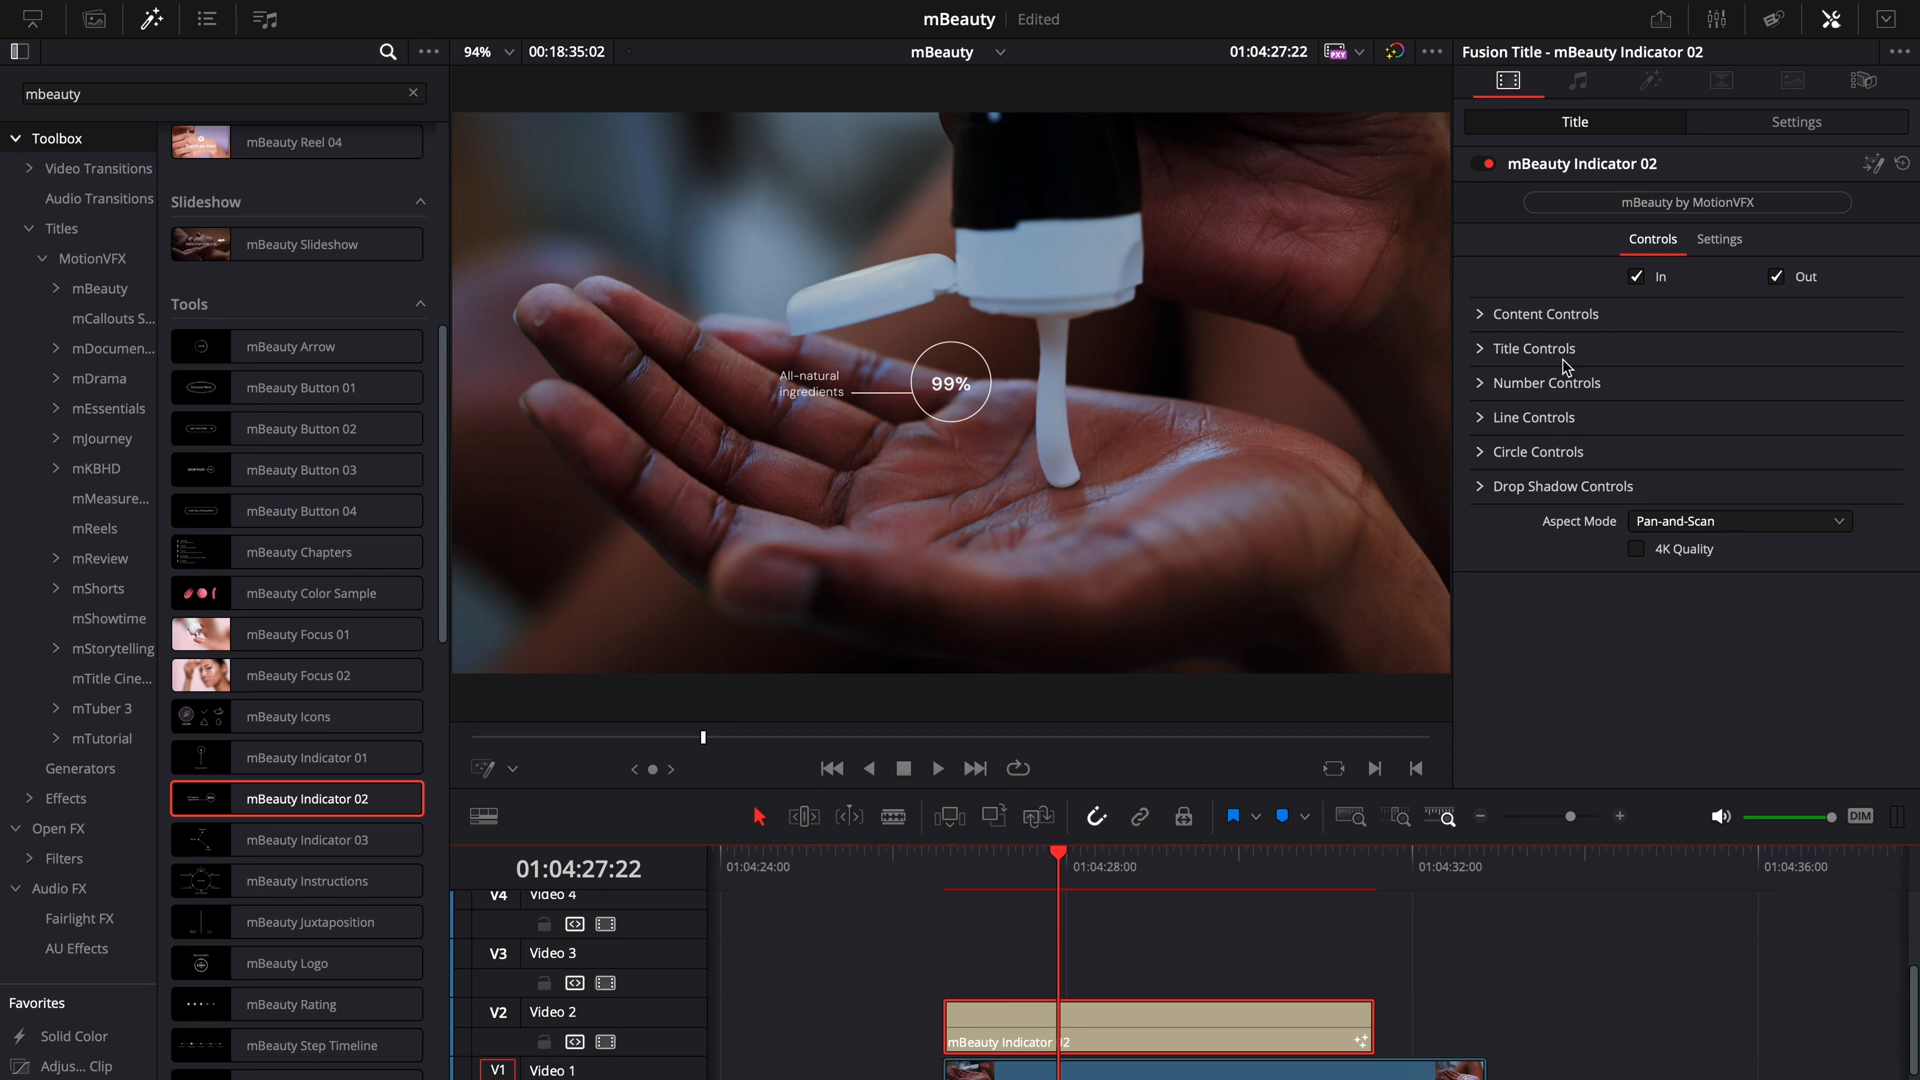 mBeauty Edited
94% 00:18:35:02 mBeauty 01:04:27:22 PXY Fusion Title - mBeauty Indicator 02
mbeauty
Toolbox
Video Transitions
Audio Transitions
Titles
MotionVFX
mBeauty
mCallouts S...
mDocumen...
mDrama
mEssentials
mJourney
mKBHD
mMeasure...
mReels
mReview
mShorts
mShowtime
mStorytelling
mTitle Cine...
mTuber 3
mTutorial
Generators
Effects
Open FX
Filters
Audio FX
Fairlight FX
AU Effects
Favorites
Solid Color
Adjus... Clip
mBeauty Reel 04
Slideshow
mBeauty Slideshow
Tools
mBeauty Arrow
mBeauty Button 01
mBeauty Button 02
mBeauty Button 03
mBeauty Button 04
mBeauty Chapters
mBeauty Color Sample
mBeauty Focus 01
mBeauty Focus 02
mBeauty Icons
mBeauty Indicator 01
mBeauty Indicator 02
mBeauty Indicator 03
mBeauty Instructions
mBeauty Juxtaposition
mBeauty Logo
mBeauty Rating
mBeauty Step Timeline
All-natural
ingredients
99%
Title Settings
mBeauty Indicator 02
mBeauty by MotionVFX
Controls Settings
In Out
Content Controls
Title Controls
Number Controls
Line Controls
Circle Controls
Drop Shadow Controls
Aspect Mode Pan-and-Scan
4K Quality
DIM
01:04:27:22 01:04:24:00 01:04:28:00 01:04:32:00 01:04:36:00
V4 Video 4
V3 Video 3
V2 Video 2
mBeauty Indicator 02
V1 Video 1